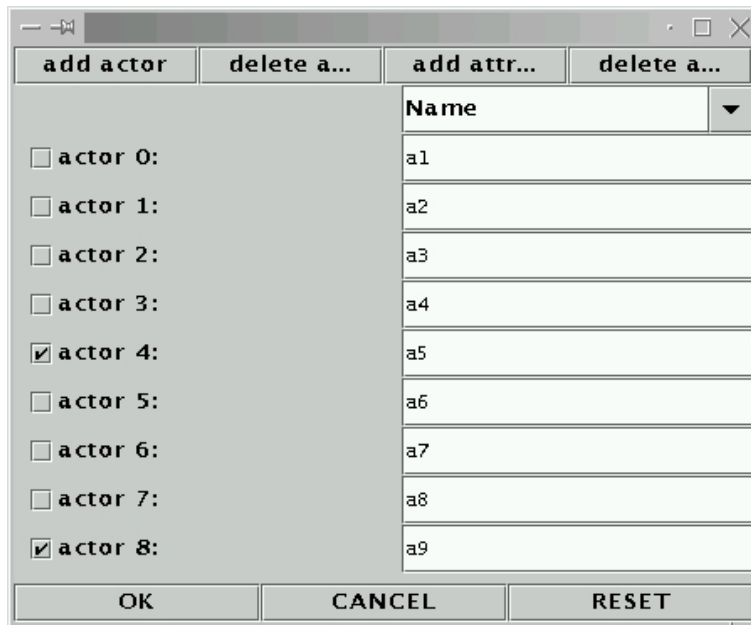 add actor delete a... add attr... delete a...
Name
actor 0: a1
actor 1: a2
actor 2: a3
actor 3: a4
actor 4: a5
actor 5: a6
actor 6: a7
actor 7: a8
actor 8: a9
OK CANCEL RESET